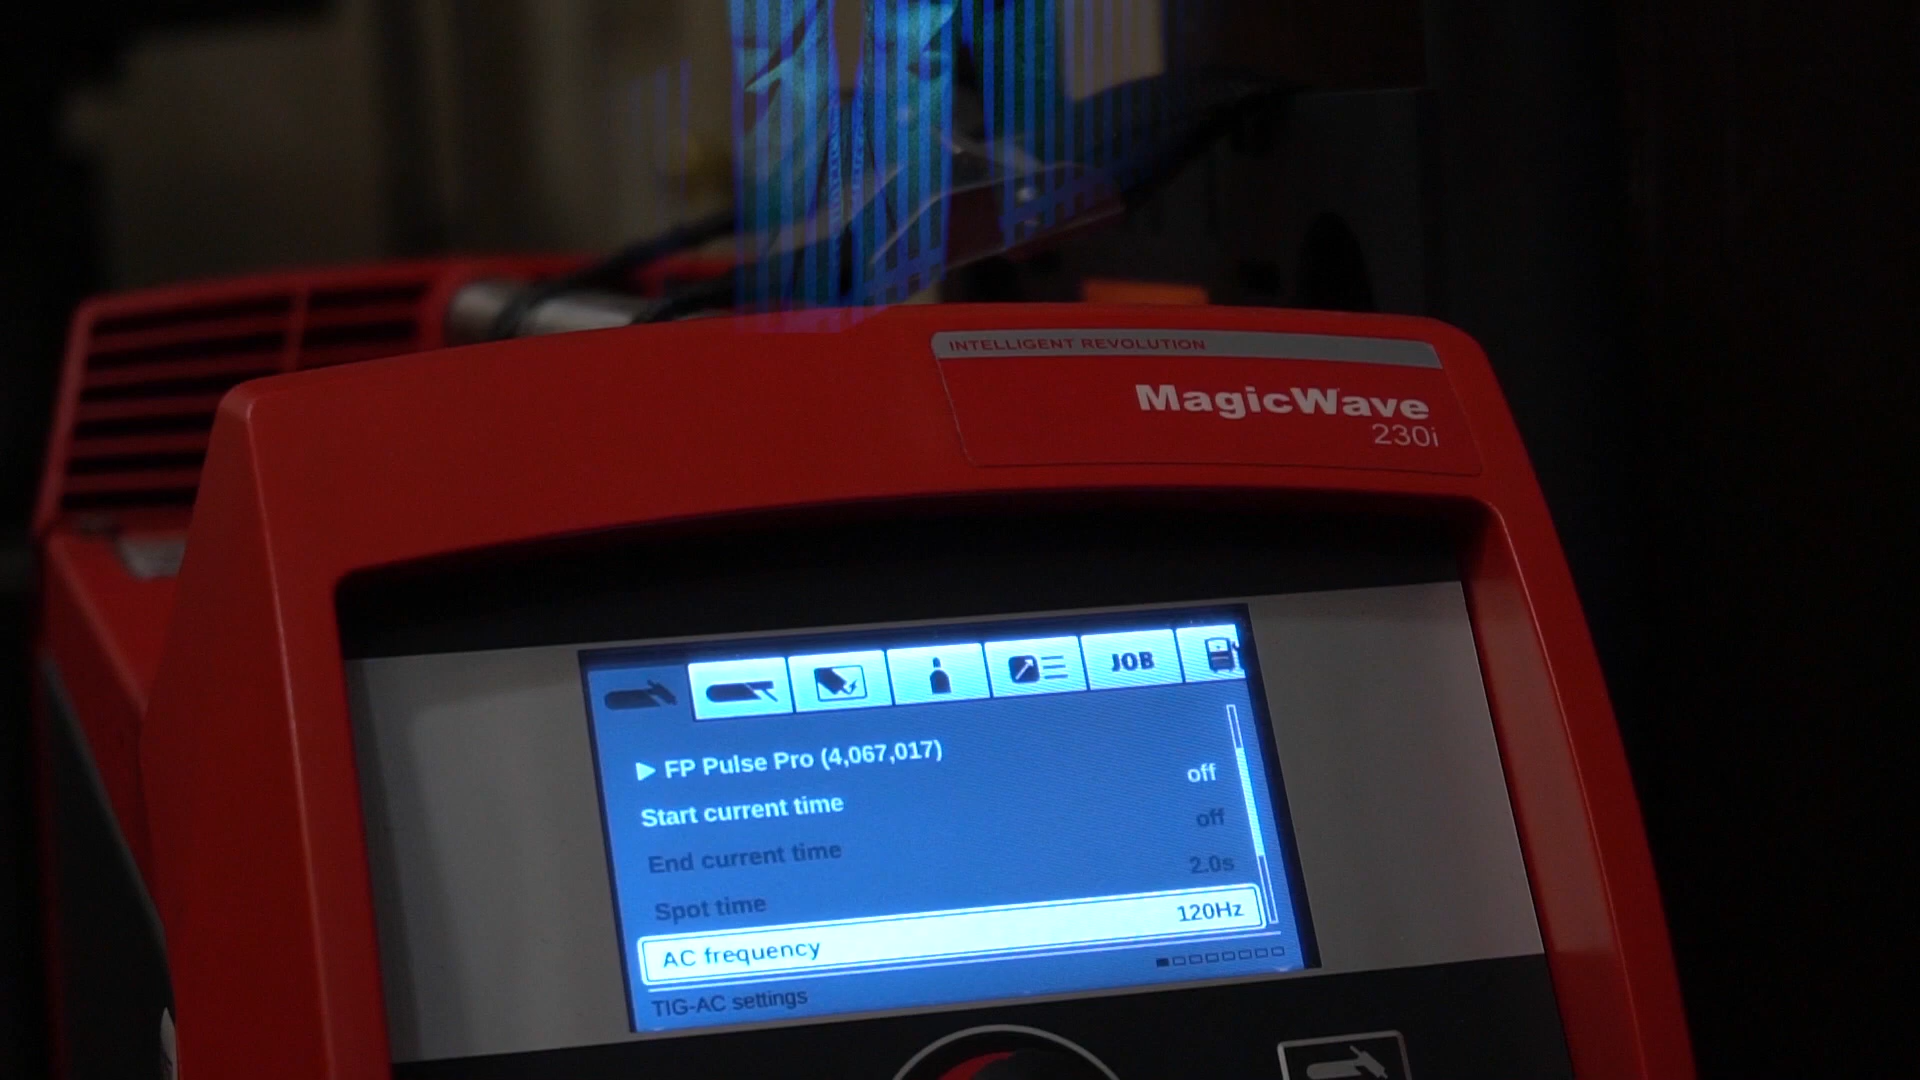 INTELLIGENT REVOLUTION
MagicWave
230i
JOB
FP Pulse Pro (4,067,017)
Start current time off
End current time off
Spot time 2.0s
AC frequency 120Hz
TIG-AC settings